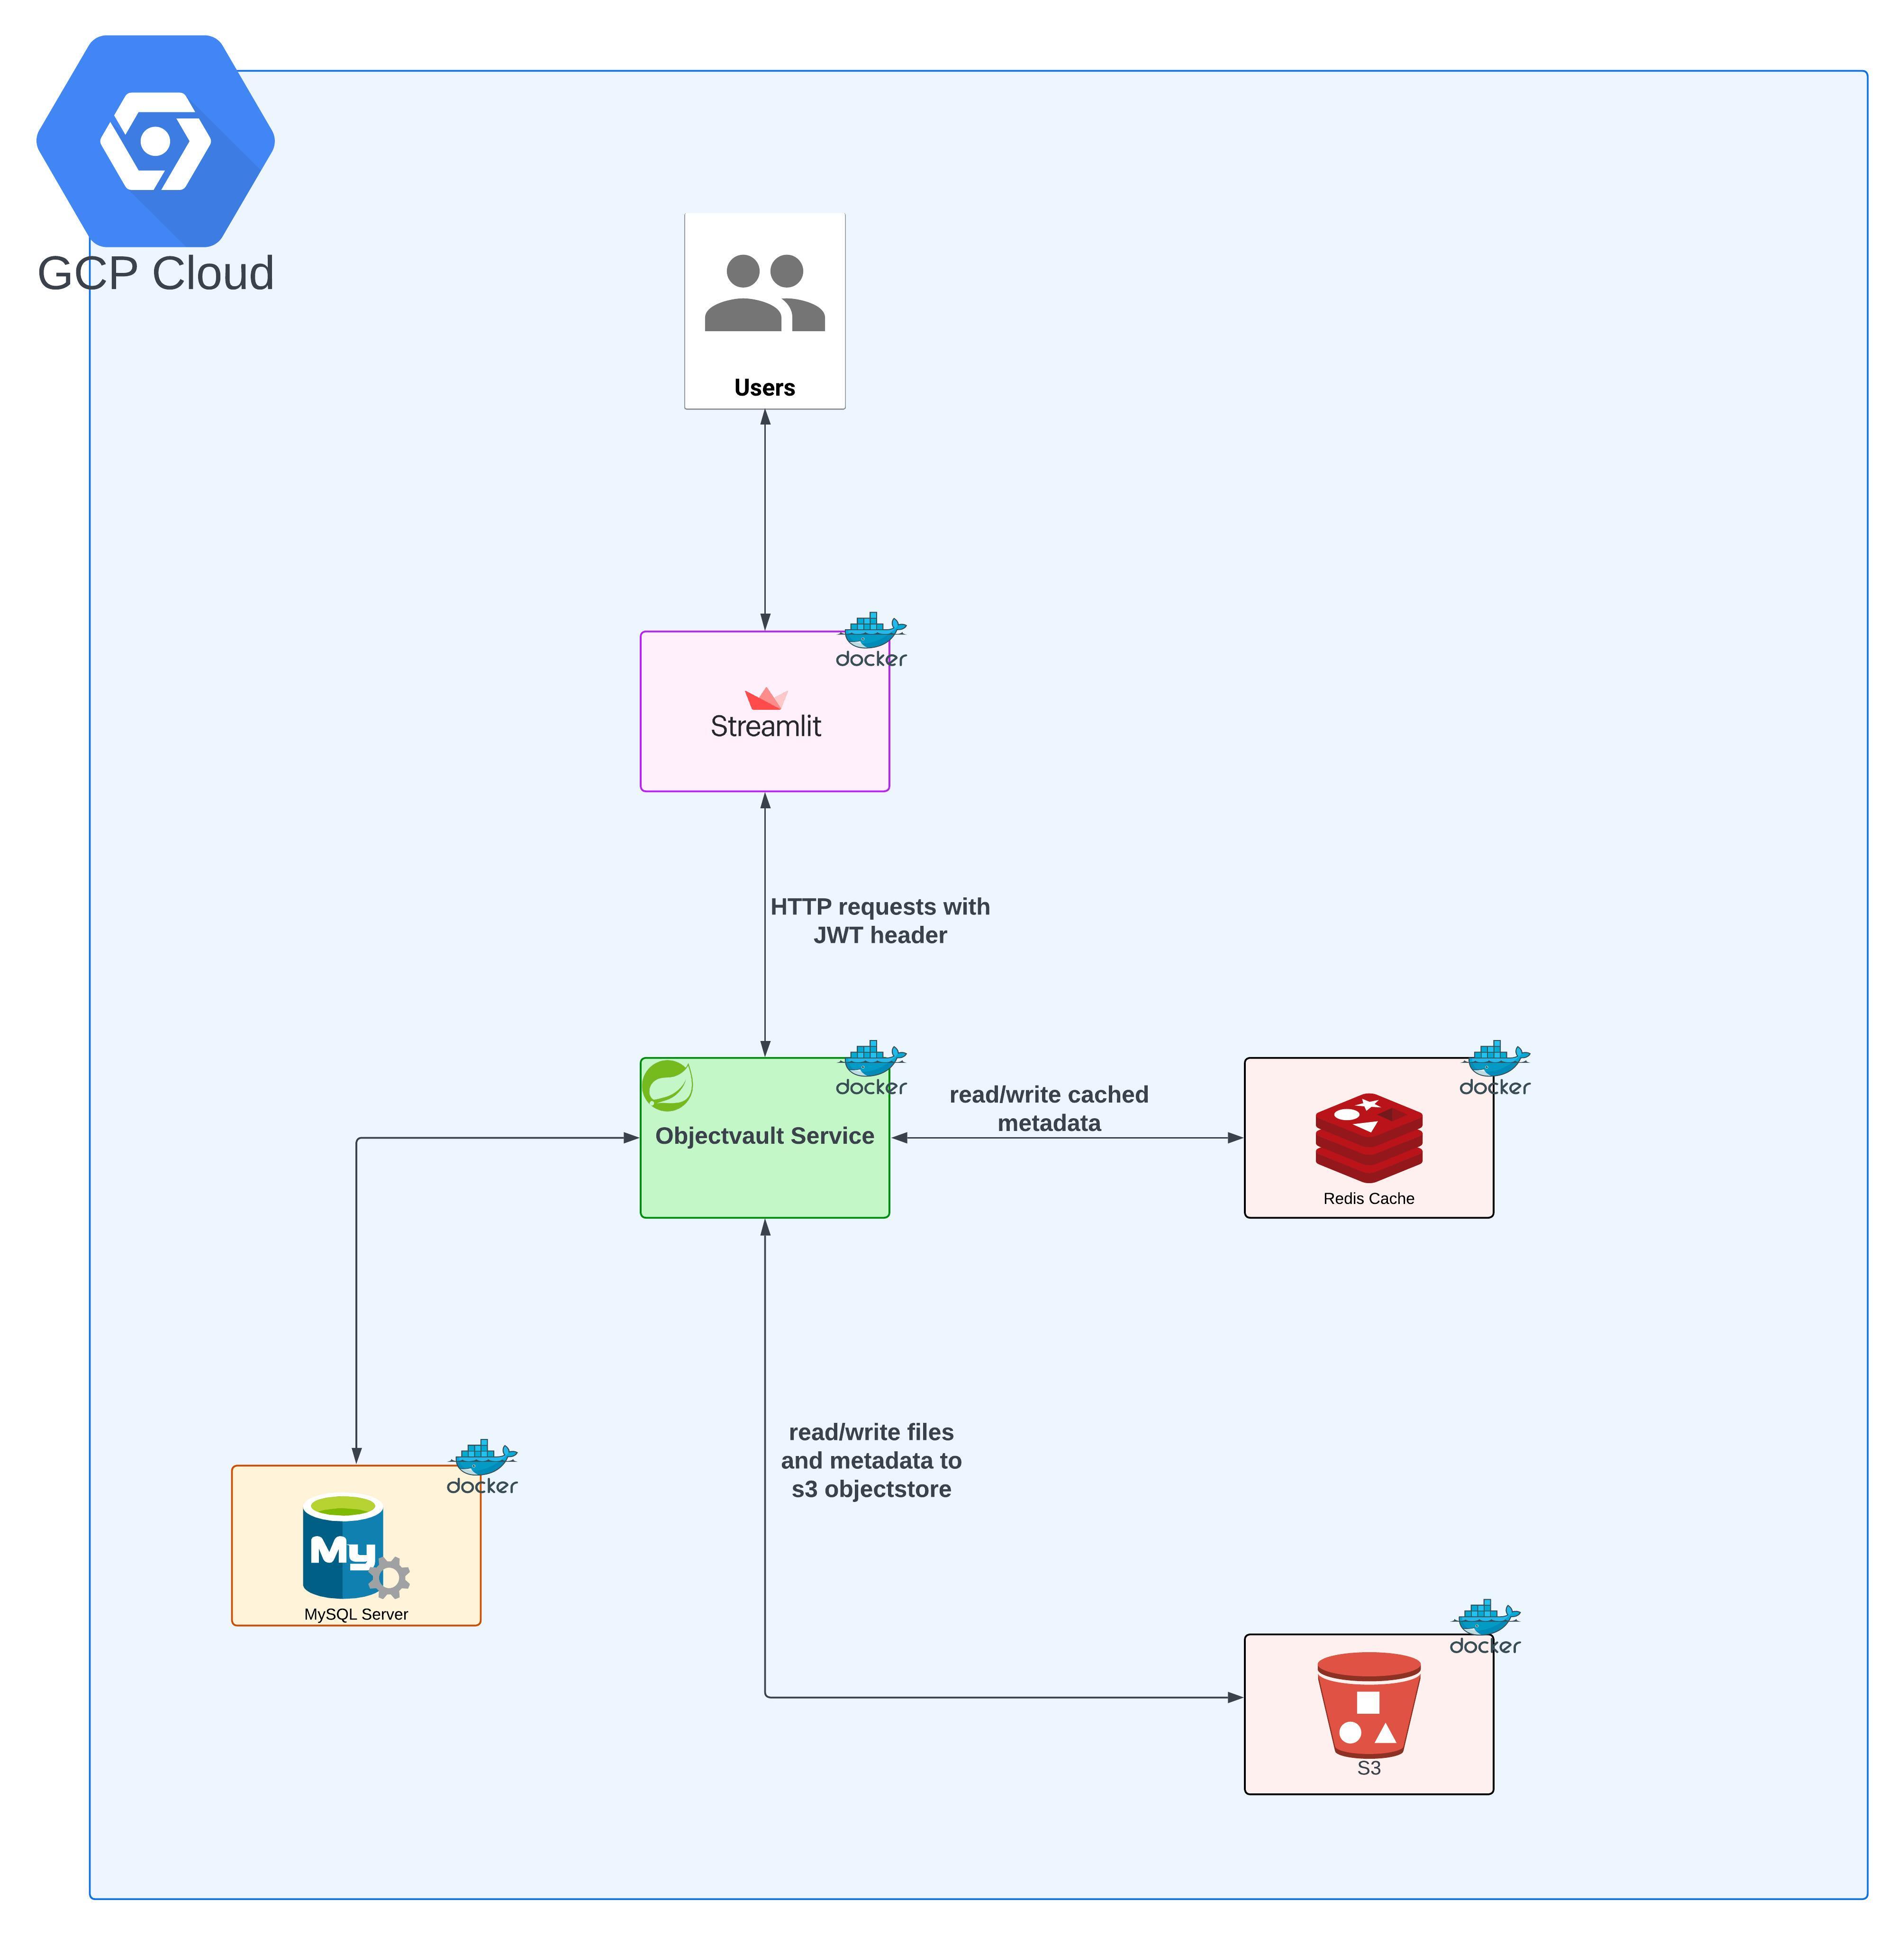 GCP Cloud
Users
docker
Streamlit
HTTP requests with
JWT header
docker
docker
Objectvault Service
read/write cached
metadata
Redis Cache
read/write files
and metadata to
s3 objectstore
docker
My
MySQL Server
docker
S3